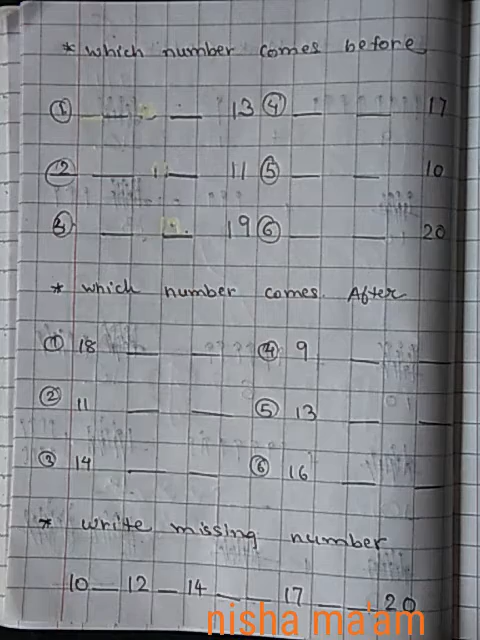 * which number comes before
① __ __ 13 ④ __ __ 17
② __ __ 11 ⑤ __ __ 10
③ __ __ 19 ⑥ __ __ 20
* which number comes After
① 18 __ __ ④ 9 __ __
② 11 __ __ ⑤ 13 __ __
③ 14 __ __ ⑥ 16 __ __
* write missing number
10 __ 12 __ 14 __ __ 17 __ __ 20
nisha ma'am